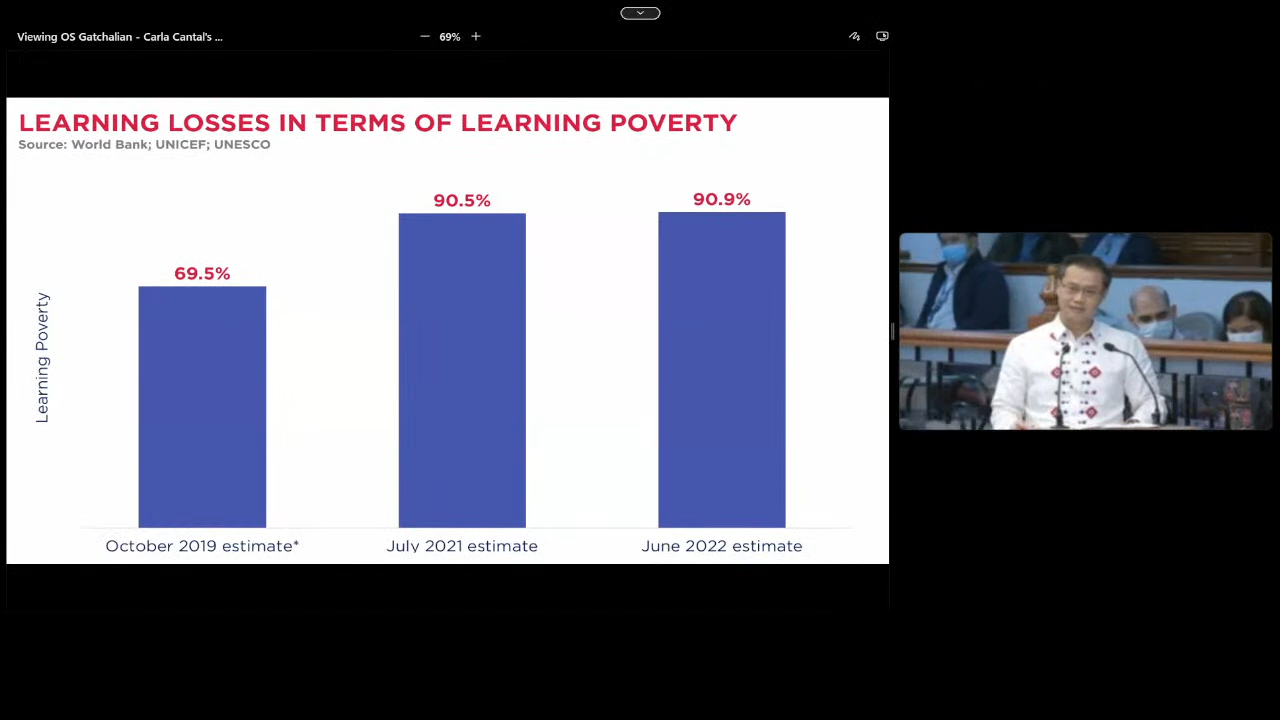 Viewing OS Gatchalian - Carla Cantal's ...
69%
LEARNING LOSSES IN TERMS OF LEARNING POVERTY
Source: World Bank; UNICEF; UNESCO
Learning Poverty
69.5%
90.5%
90.9%
October 2019 estimate*
July 2021 estimate
June 2022 estimate